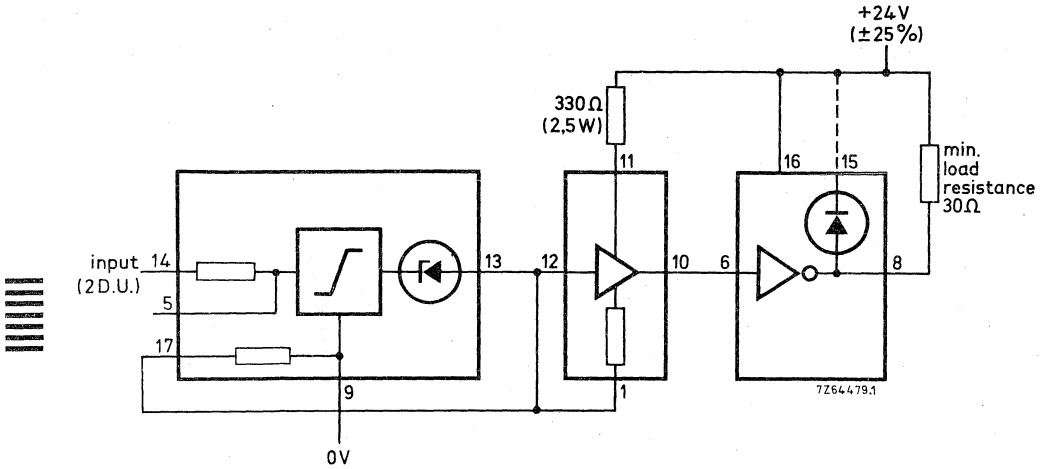 +24V
(±25%)
330Ω
(2,5W)
11
16
15
min.
load
resistance
30Ω
input
(2 D.U.)
14
13
12
10
6
8
5
17
9
1
7Z64479.1
0V